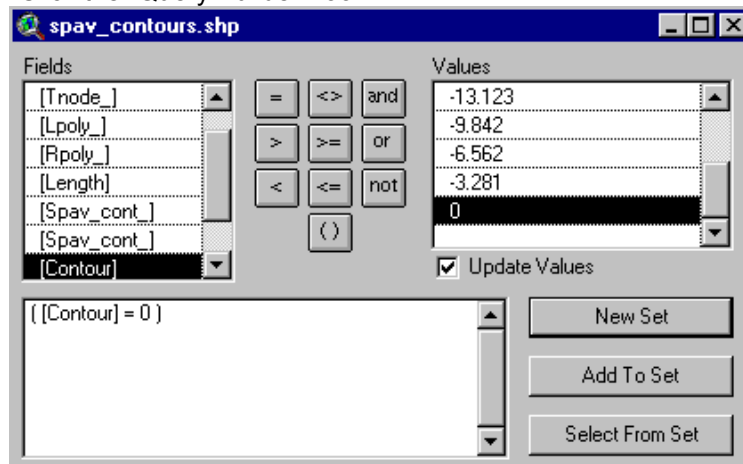 spav_contours.shp
Fields
Values
[Tnode_]
[Lpoly_]
[Rpoly_]
[Length]
[Spav_cont_]
[Spav_cont_]
[Contour]
= <> and
> >= or
< <= not
()
-13.123
-9.842
-6.562
-3.281
0
Update Values
( [Contour] = 0 )
New Set
Add To Set
Select From Set